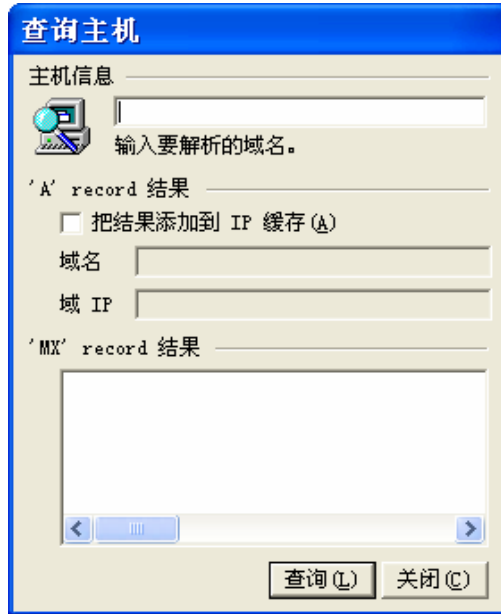 查询主机
主机信息
输入要解析的域名。
'A' record 结果
把结果添加到 IP 缓存(A)
域名
域 IP
'MX' record 结果
查询(L) 关闭(C)